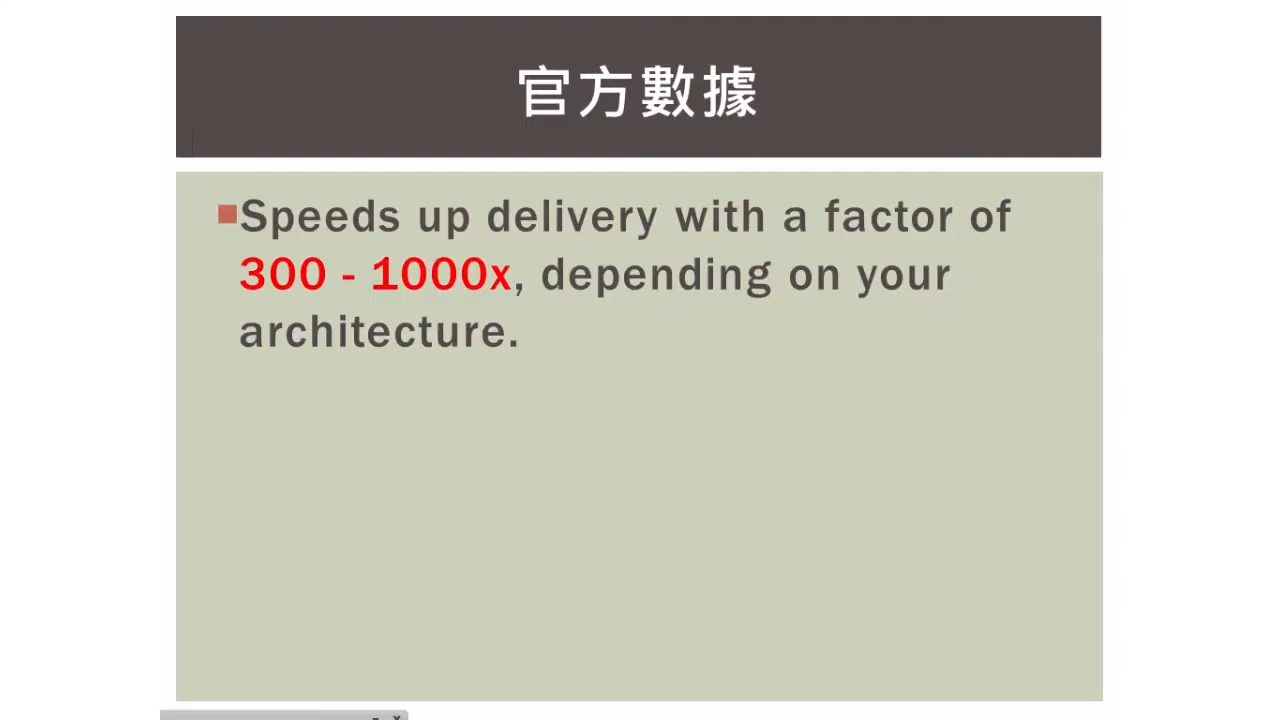 官方數據
Speeds up delivery with a factor of
300 - 1000x, depending on your
architecture.